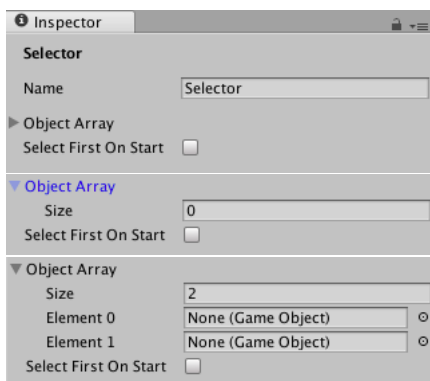 Inspector
Selector
Name Selector
Object Array
Select First On Start
Object Array
Size 0
Select First On Start
Object Array
Size 2
Element 0 None (Game Object)
Element 1 None (Game Object)
Select First On Start